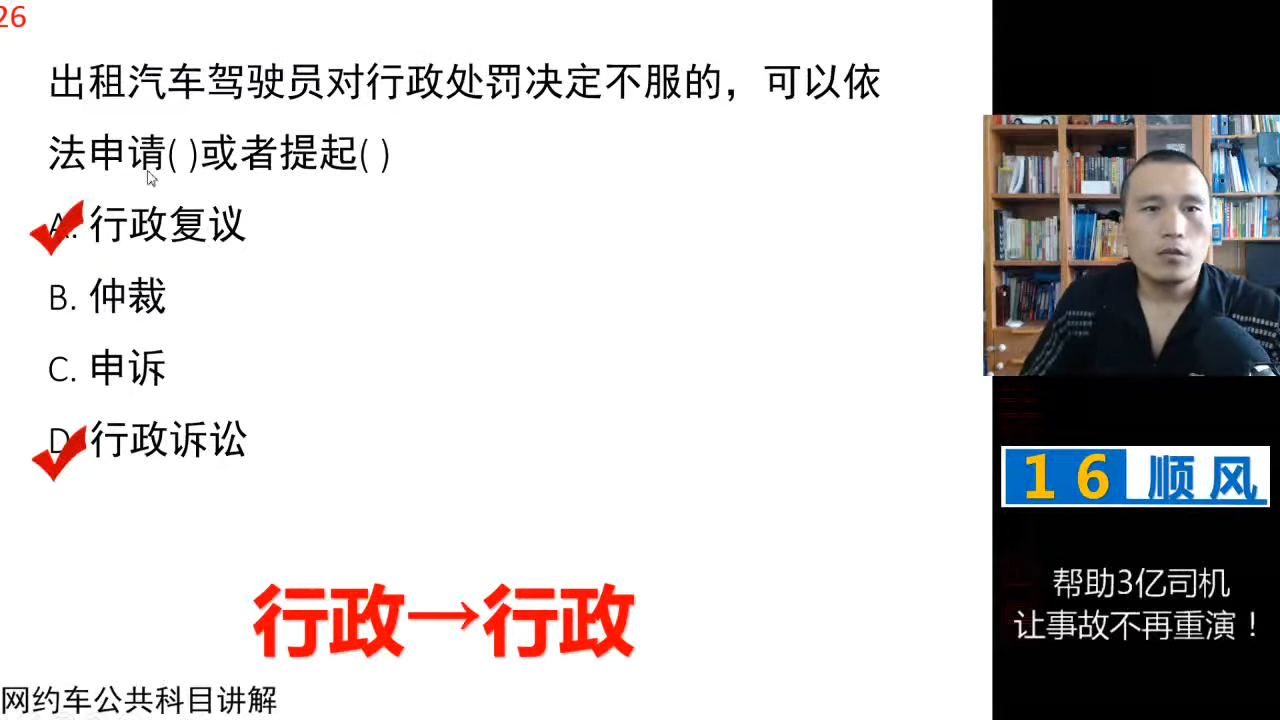 26
出租汽车驾驶员对行政处罚决定不服的，可以依
法申请( )或者提起( )
A. 行政复议
B. 仲裁
C. 申诉
D. 行政诉讼
行政→行政
网约车公共科目讲解
16 顺风
帮助3亿司机
让事故不再重演！